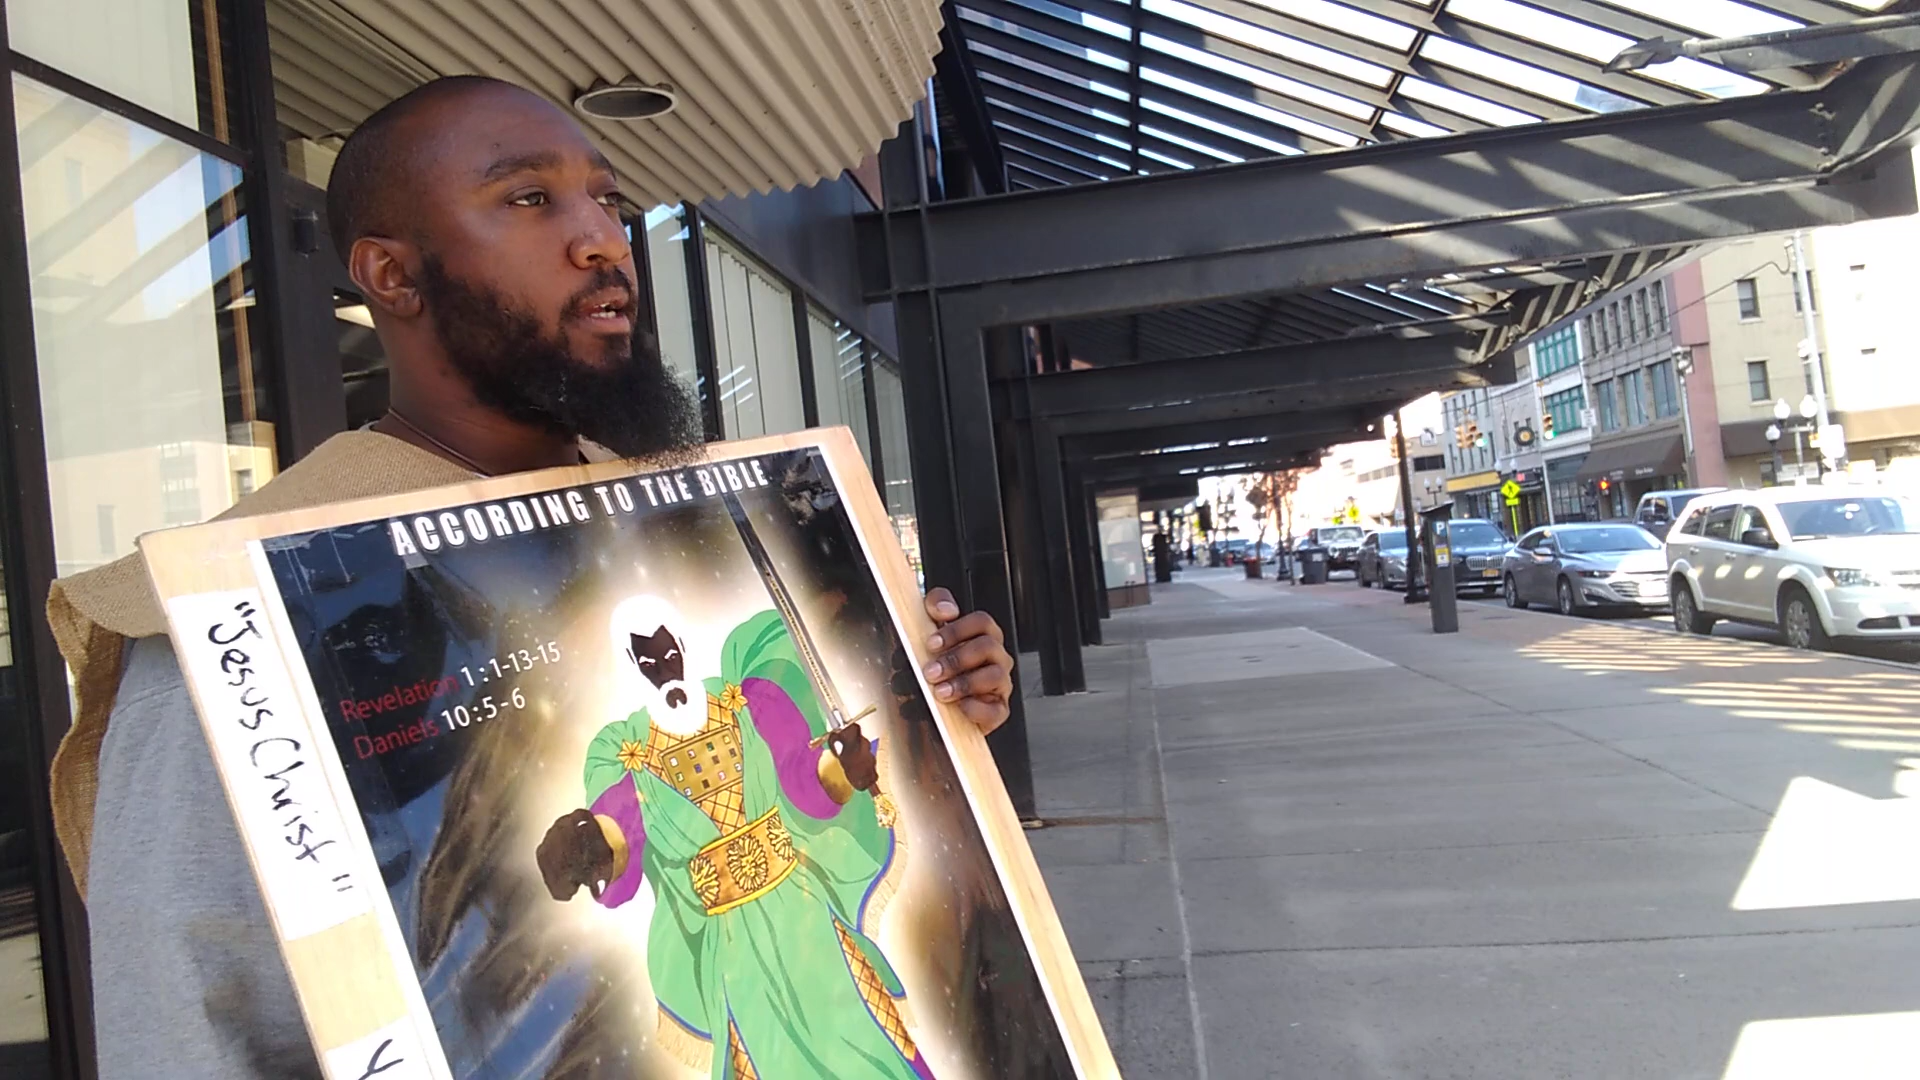 ACCORDING TO THE BIBLE
Revelation 1:1-13-15
Daniels 10:5-6
"Jesus Christ"
P